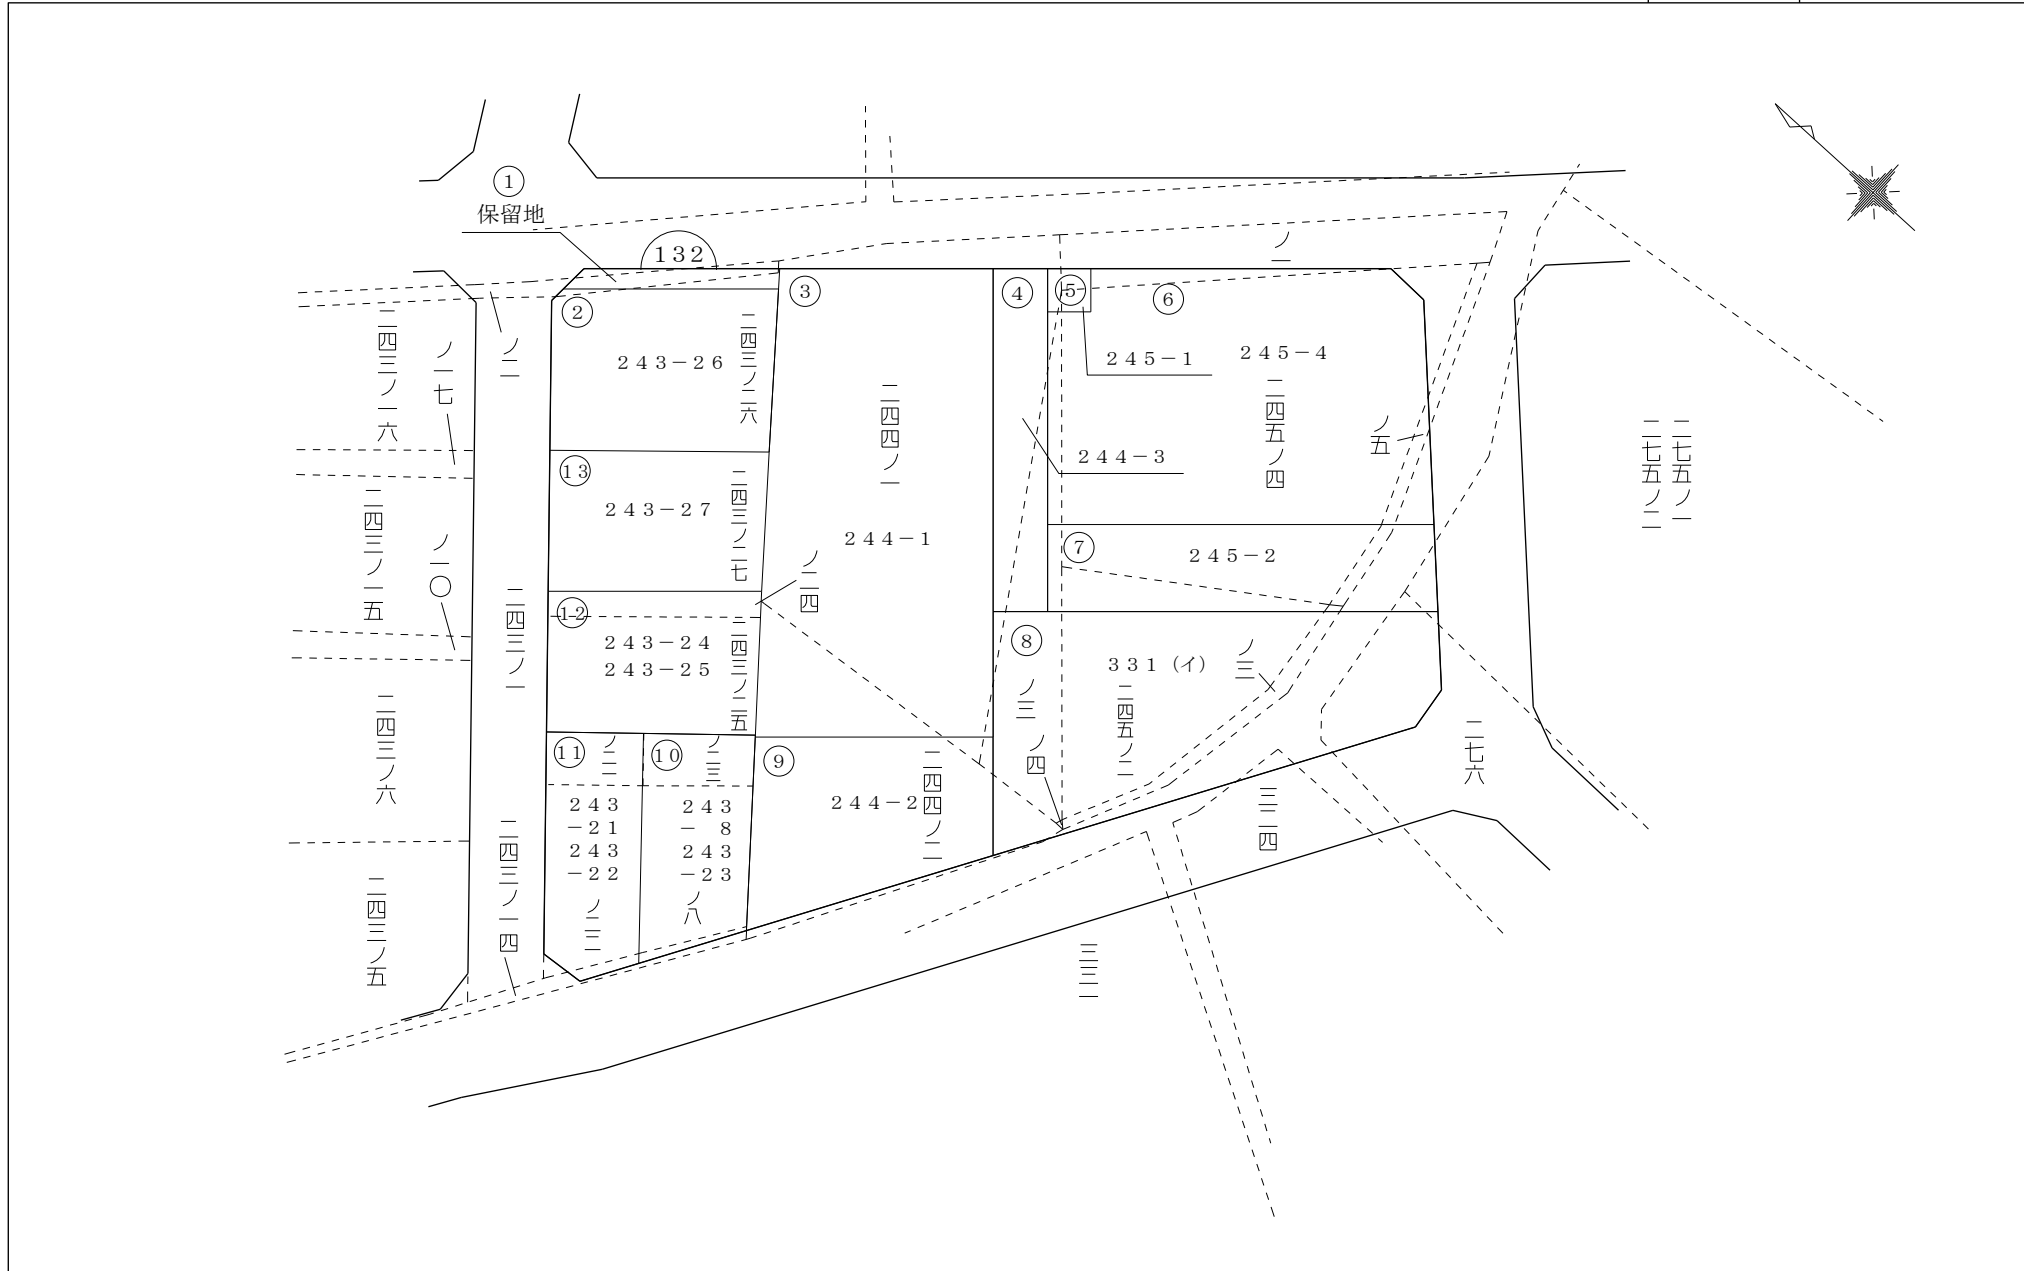 ①
保留地
132
②
243-26
二四三ノ二六
③
二四四ノ一
244-1
④
244-3
⑤
245-1
⑥
245-4
二四五ノ四
ノ一
ノ五
⑦
245-2
⑧
331(イ)
ノ三
二四五ノ二
ノ三
ノ四
⑨
244-2
二四四ノ二
⑩
ノ二三
243
-8
243
-23
ノ八
⑪
ノ二二
243
-21
243
-22
ノ二一
⑫
243-24
243-25
二四三ノ二五
ノ二四
⑬
243-27
二四三ノ二七
二四三ノ一六
ノ一七
ノ二
二四三ノ一五
ノ一〇
二四三ノ一
二四三ノ六
二四三ノ一四
二四三ノ五
二七五ノ一
二七五ノ二
二七六
三二四